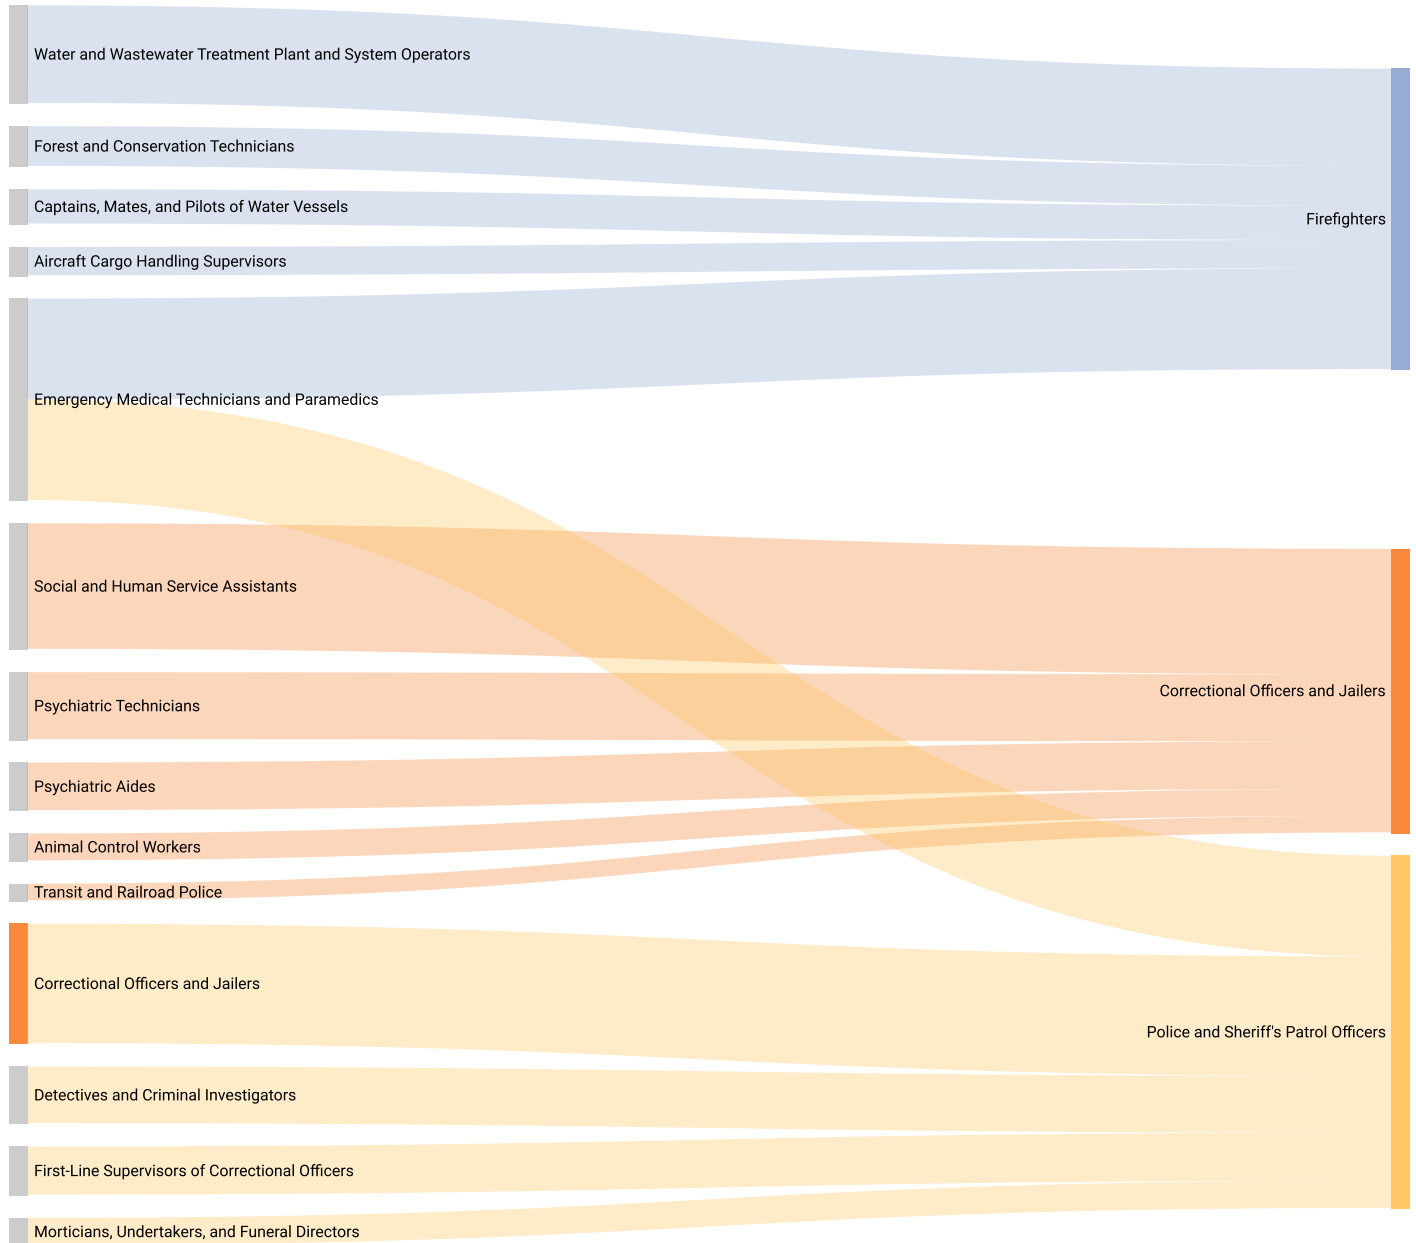 Water and Wastewater Treatment Plant and System Operators
Forest and Conservation Technicians
Captains, Mates, and Pilots of Water Vessels
Firefighters
Aircraft Cargo Handling Supervisors
Emergency Medical Technicians and Paramedics
Social and Human Service Assistants
Correctional Officers and Jailers
Psychiatric Technicians
Psychiatric Aides
Animal Control Workers
Transit and Railroad Police
Correctional Officers and Jailers
Police and Sheriff's Patrol Officers
Detectives and Criminal Investigators
First-Line Supervisors of Correctional Officers
Morticians, Undertakers, and Funeral Directors